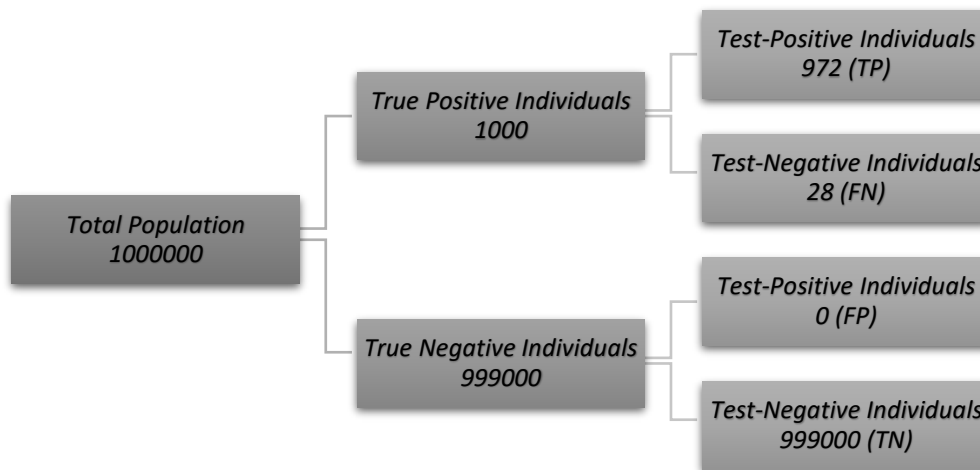 Total Population
1000000
True Positive Individuals
1000
Test-Positive Individuals
972 (TP)
Test-Negative Individuals
28 (FN)
True Negative Individuals
999000
Test-Positive Individuals
0 (FP)
Test-Negative Individuals
999000 (TN)